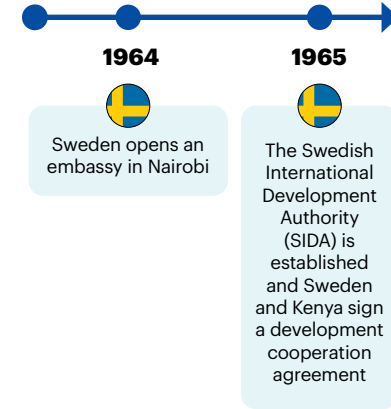 1964
Sweden opens an
embassy in Nairobi
1965
The Swedish
International
Development
Authority
(SIDA) is
established
and Sweden
and Kenya sign
a development
cooperation
agreement